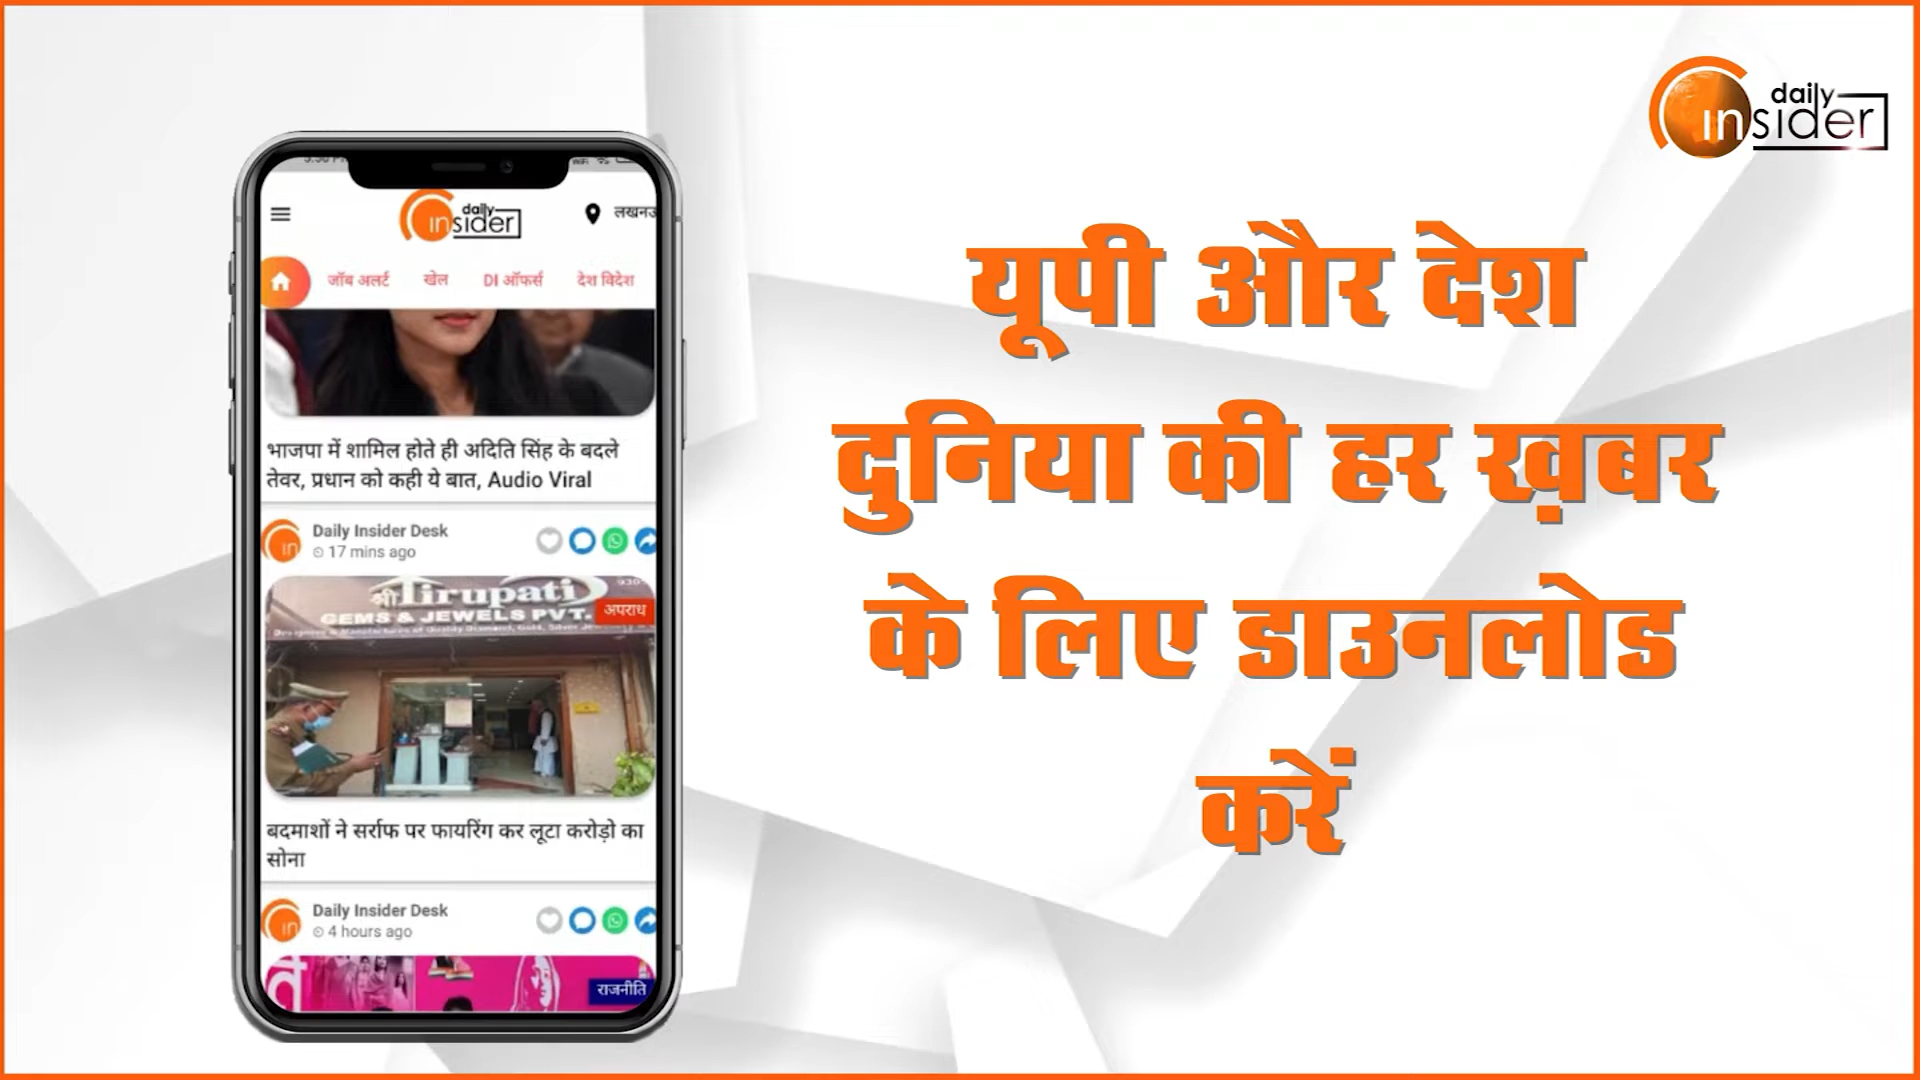 daily
insider
यूपी और देश
दुनिया की हर ख़बर
के लिए डाउनलोड
करें
daily
insider
जॉब अलर्ट खेल DI ऑफर्स देश विदेश
भाजपा में शामिल होते ही अदिति सिंह के बदले
तेवर, प्रधान को कही ये बात, Audio Viral
Daily Insider Desk
17 mins ago
श्री Tirupati
GEMS & JEWELS PVT.
अपराध
बदमाशों ने सर्राफ पर फायरिंग कर लूटा करोड़ो का
सोना
Daily Insider Desk
4 hours ago
राजनीति